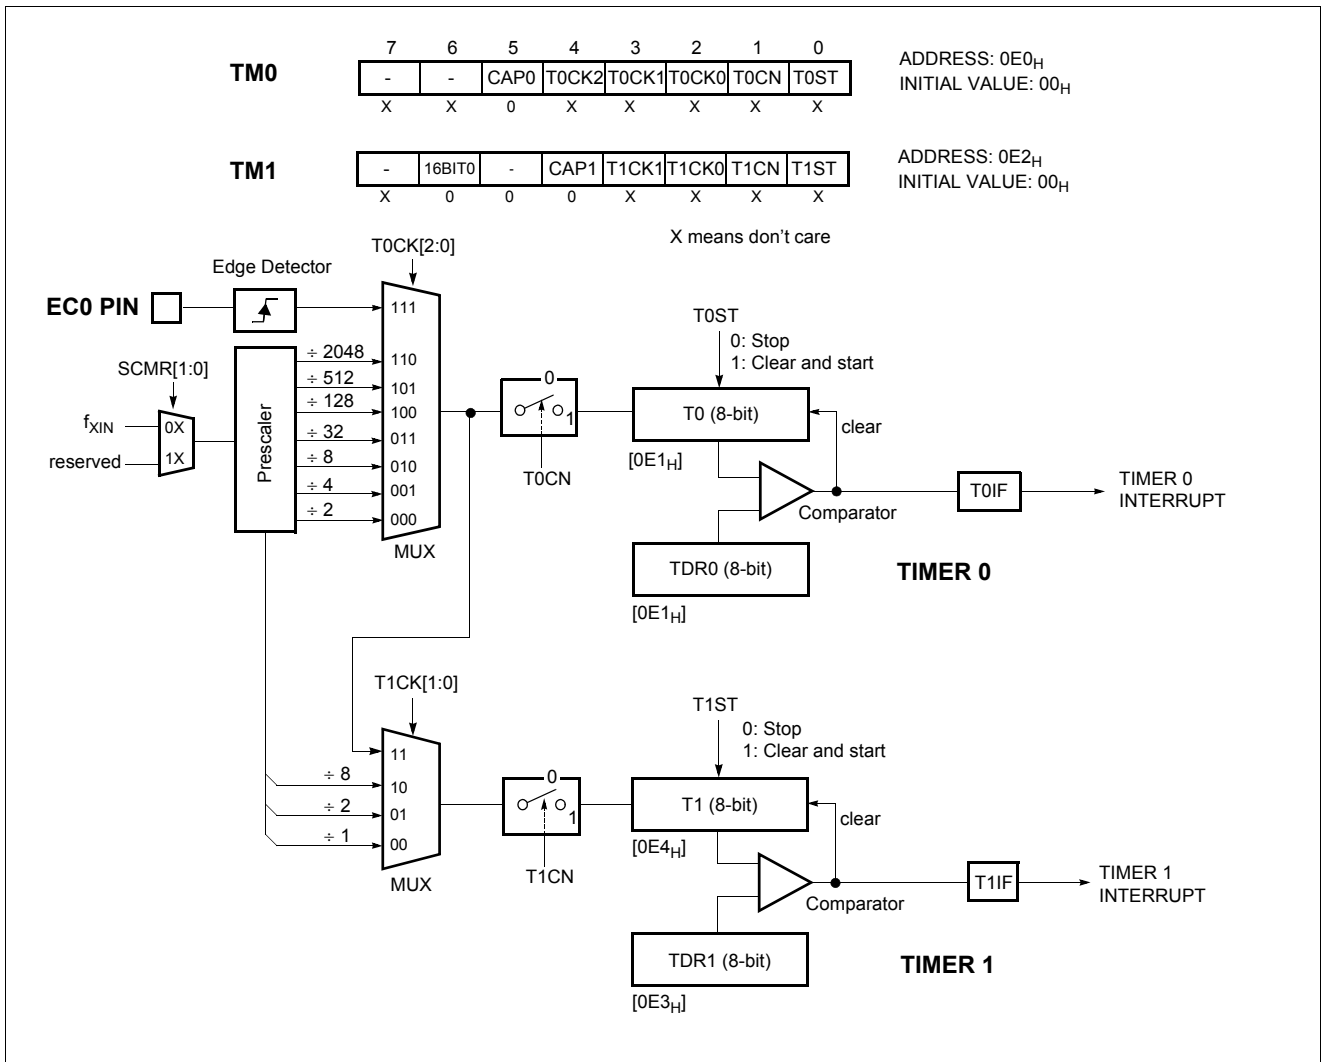 7 6 5 4 3 2 1 0
TM0 - - CAP0 T0CK2 T0CK1 T0CK0 T0CN T0ST
X X 0 X X X X X
ADDRESS: 0E0H
INITIAL VALUE: 00H
TM1 - 16BIT0 - CAP1 T1CK1 T1CK0 T1CN T1ST
X 0 0 0 X X X X
ADDRESS: 0E2H
INITIAL VALUE: 00H
X means don't care
T0CK[2:0]
Edge Detector
EC0 PIN
111
SCMR[1:0]
fXIN
reserved
0X
1X
Prescaler
÷ 2048 110
÷ 512 101
÷ 128 100
÷ 32 011
÷ 8 010
÷ 4 001
÷ 2 000
MUX
0
1
T0CN
T0ST
0: Stop
1: Clear and start
T0 (8-bit)
[0E1H]
clear
Comparator
T0IF
TIMER 0
INTERRUPT
TDR0 (8-bit)
[0E1H]
TIMER 0
T1CK[1:0]
11
÷ 8 10
÷ 2 01
÷ 1 00
MUX
0
1
T1CN
T1ST
0: Stop
1: Clear and start
T1 (8-bit)
[0E4H]
clear
Comparator
T1IF
TIMER 1
INTERRUPT
TDR1 (8-bit)
[0E3H]
TIMER 1